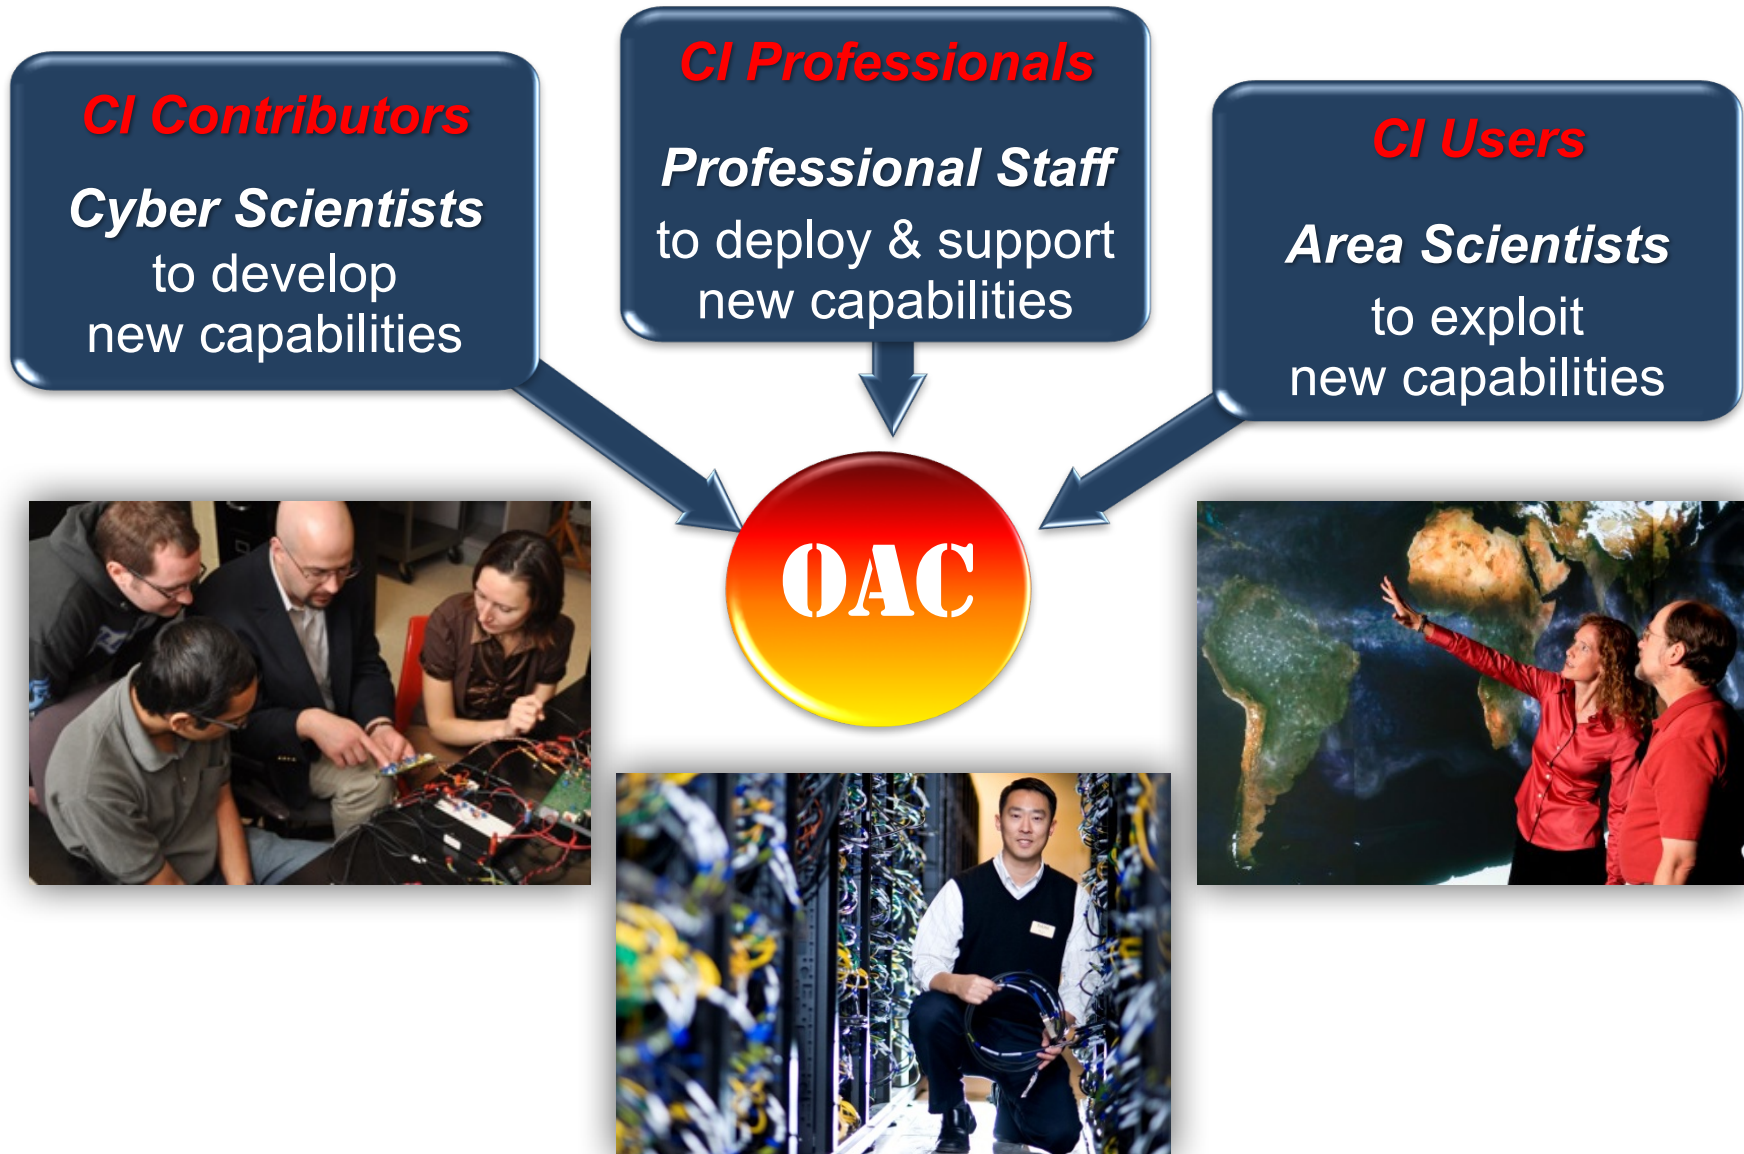 CI Contributors
Cyber Scientists
to develop
new capabilities
CI Professionals
Professional Staff
to deploy & support
new capabilities
CI Users
Area Scientists
to exploit
new capabilities
OAC